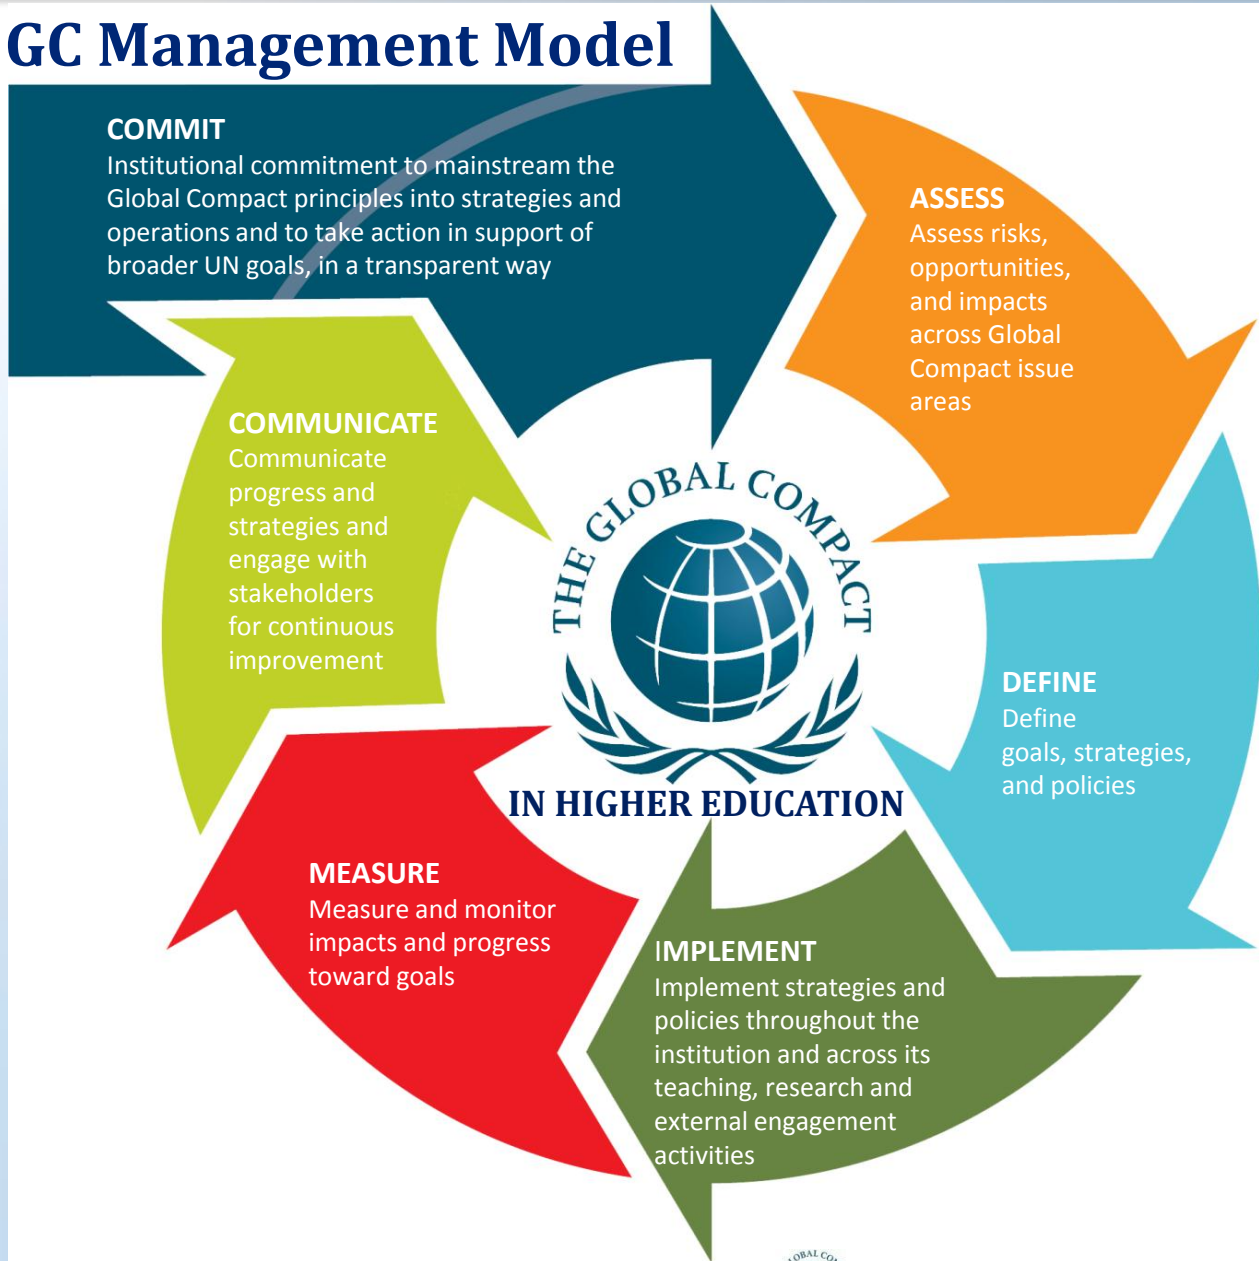 GC Management Model
COMMIT
Institutional commitment to mainstream the
Global Compact principles into strategies and
operations and to take action in support of
broader UN goals, in a transparent way
ASSESS
Assess risks,
opportunities,
and impacts
across Global
Compact issue
areas
DEFINE
Define
goals, strategies,
and policies
IMPLEMENT
Implement strategies and
policies throughout the
institution and across its
teaching, research and
external engagement
activities
MEASURE
Measure and monitor
impacts and progress
toward goals
COMMUNICATE
Communicate
progress and
strategies and
engage with
stakeholders
for continuous
improvement
THE GLOBAL COMPACT
IN HIGHER EDUCATION